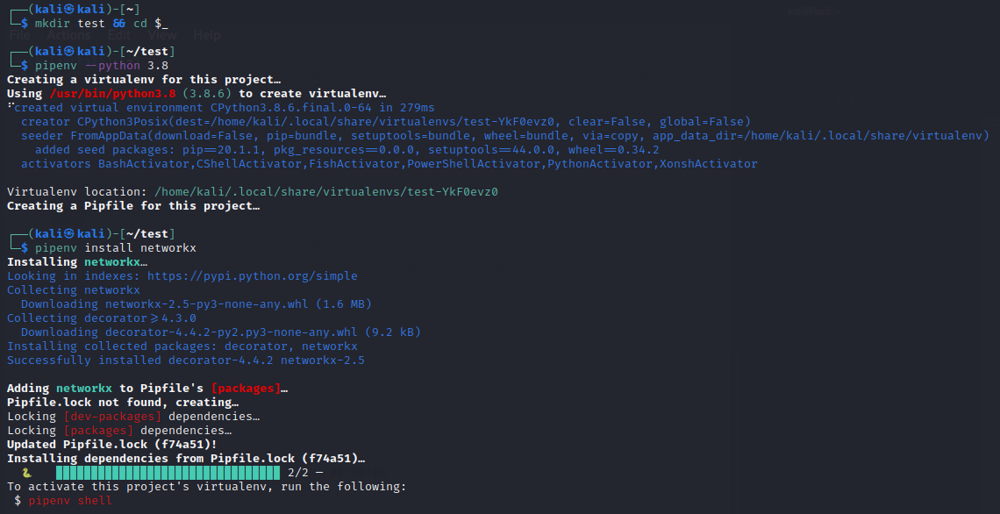 ┌──(kali㉿kali)-[~]
└─$ mkdir test && cd $_
File Actions Edit View Help
┌──(kali㉿kali)-[~/test]
└─$ pipenv --python 3.8
Creating a virtualenv for this project…
Using /usr/bin/python3.8 (3.8.6) to create virtualenv…
⠋created virtual environment CPython3.8.6.final.0-64 in 279ms
  creator CPython3Posix(dest=/home/kali/.local/share/virtualenvs/test-YkF0evz0, clear=False, global=False)
  seeder FromAppData(download=False, pip=bundle, setuptools=bundle, wheel=bundle, via=copy, app_data_dir=/home/kali/.local/share/virtualenv)
    added seed packages: pip==20.1.1, pkg_resources==0.0.0, setuptools==44.0.0, wheel==0.34.2
  activators BashActivator,CShellActivator,FishActivator,PowerShellActivator,PythonActivator,XonshActivator
Virtualenv location: /home/kali/.local/share/virtualenvs/test-YkF0evz0
Creating a Pipfile for this project…
┌──(kali㉿kali)-[~/test]
└─$ pipenv install networkx
Installing networkx…
Looking in indexes: https://pypi.python.org/simple
Collecting networkx
  Downloading networkx-2.5-py3-none-any.whl (1.6 MB)
Collecting decorator>=4.3.0
  Downloading decorator-4.4.2-py2.py3-none-any.whl (9.2 kB)
Installing collected packages: decorator, networkx
Successfully installed decorator-4.4.2 networkx-2.5
Adding networkx to Pipfile's [packages]…
Pipfile.lock not found, creating…
Locking [dev-packages] dependencies…
Locking [packages] dependencies…
Updated Pipfile.lock (f74a51)!
Installing dependencies from Pipfile.lock (f74a51)…
  🐍   ▉▉▉▉▉▉▉▉▉▉▉▉▉▉▉▉▉▉▉▉▉▉▉▉▉▉▉▉▉▉▉▉ 2/2 —
To activate this project's virtualenv, run the following:
 $ pipenv shell